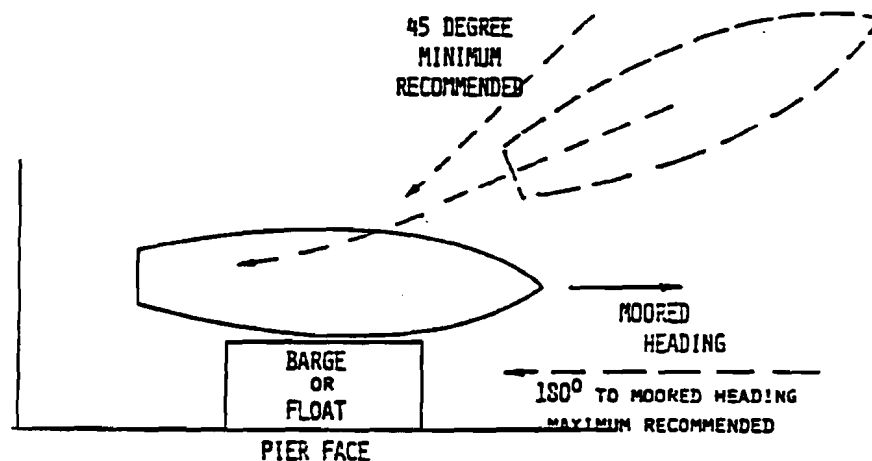 45 DEGREE
MINIMUM
RECOMMENDED
MOORED
HEADING
BARGE
OR
FLOAT
180° TO MOORED HEADING
MAXIMUM RECOMMENDED
PIER FACE